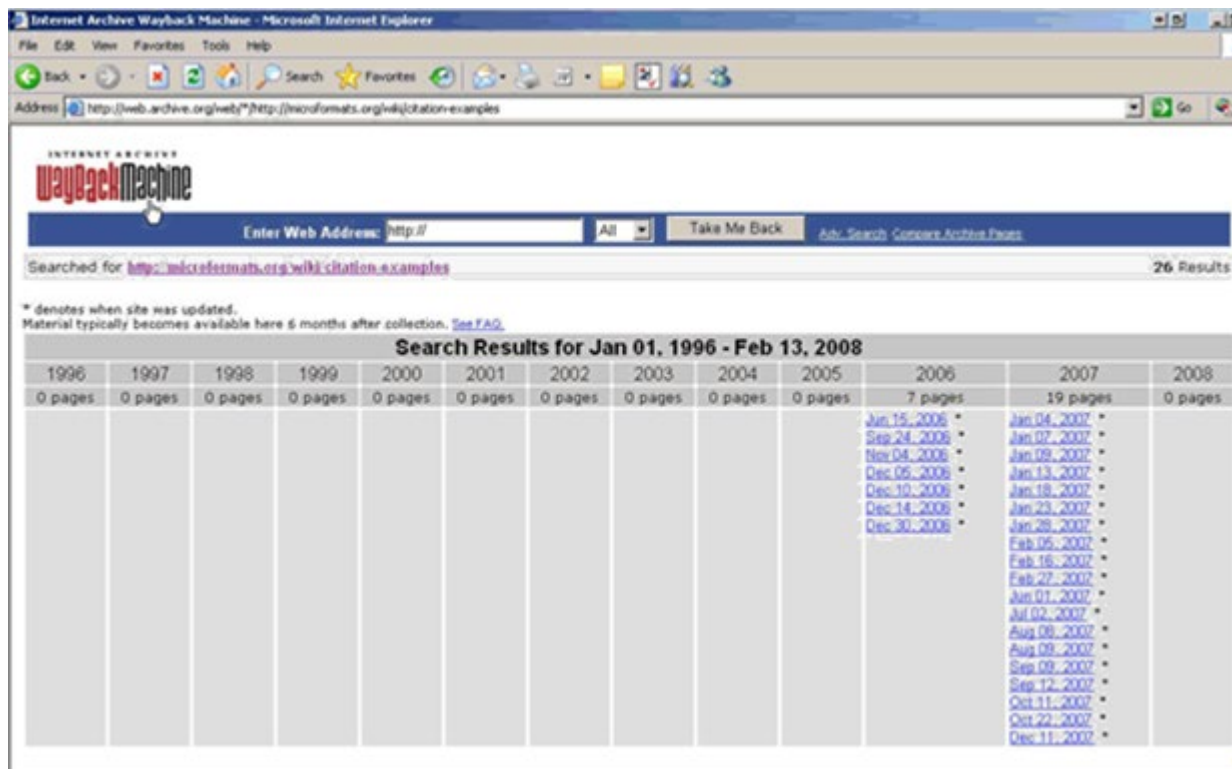 Internet Archive Wayback Machine - Microsoft Internet Explorer
File Edit View Favorites Tools Help
Back Search Favorites
Address http://web.archive.org/web/*/http://microformats.org/wiki/citation-examples Go
INTERNET ARCHIVE
WayBackMachine
Enter Web Address: http:// All Take Me Back Adv. Search Compare Archive Pages
Searched for http://microformats.org/wiki/citation-examples 26 Results
* denotes when site was updated.
Material typically becomes available here 6 months after collection. See FAQ.
Search Results for Jan 01, 1996 - Feb 13, 2008
1996 1997 1998 1999 2000 2001 2002 2003 2004 2005 2006 2007 2008
0 pages 0 pages 0 pages 0 pages 0 pages 0 pages 0 pages 0 pages 0 pages 0 pages 7 pages 19 pages 0 pages
Jun 15, 2006 * Jan 04, 2007 *
Sep 24, 2006 * Jan 07, 2007 *
Nov 04, 2006 * Jan 09, 2007 *
Dec 05, 2006 * Jan 13, 2007 *
Dec 10, 2006 * Jan 18, 2007 *
Dec 14, 2006 * Jan 23, 2007 *
Dec 30, 2006 * Jan 28, 2007 *
Feb 05, 2007 *
Feb 16, 2007 *
Feb 27, 2007 *
Jun 01, 2007 *
Jul 02, 2007 *
Aug 08, 2007 *
Aug 09, 2007 *
Sep 09, 2007 *
Sep 12, 2007 *
Oct 11, 2007 *
Oct 22, 2007 *
Dec 11, 2007 *